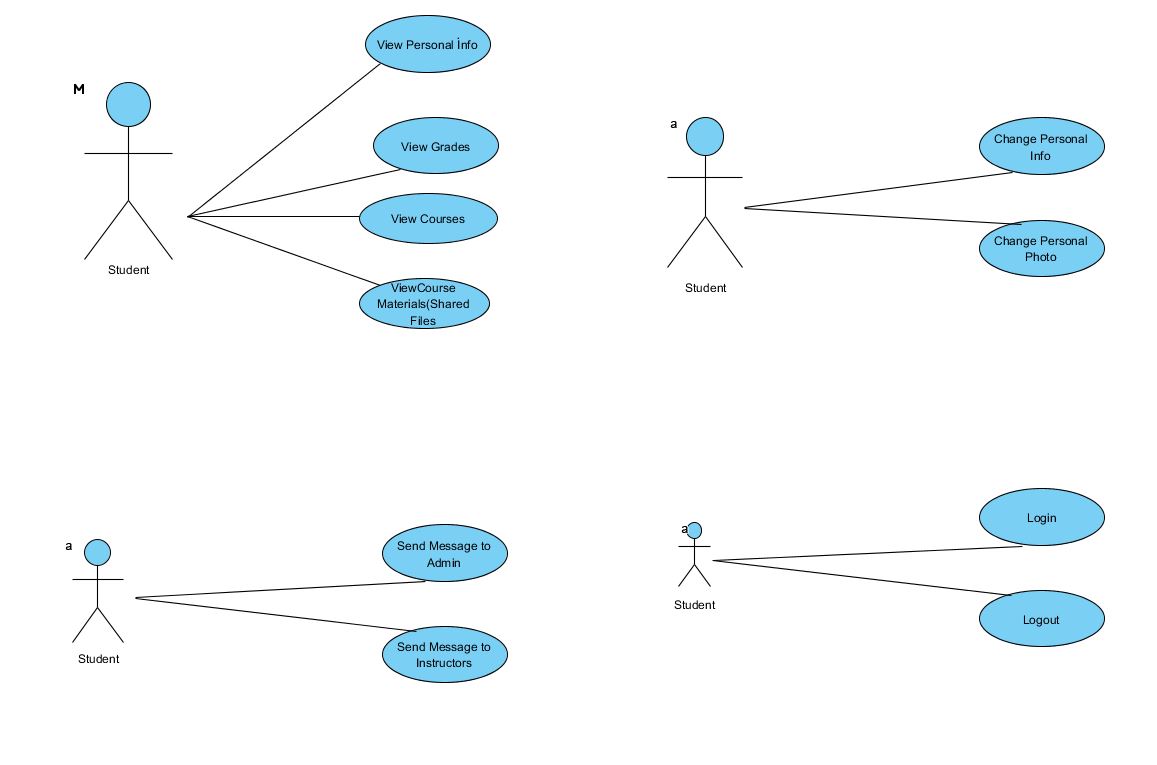 View Personal İnfo
M
View Grades
View Courses
Student
ViewCourse
Materials(Shared
Files
a
Change Personal
Info
Change Personal
Photo
Student
a
Send Message to
Admin
Send Message to
Instructors
Student
a
Login
Student
Logout